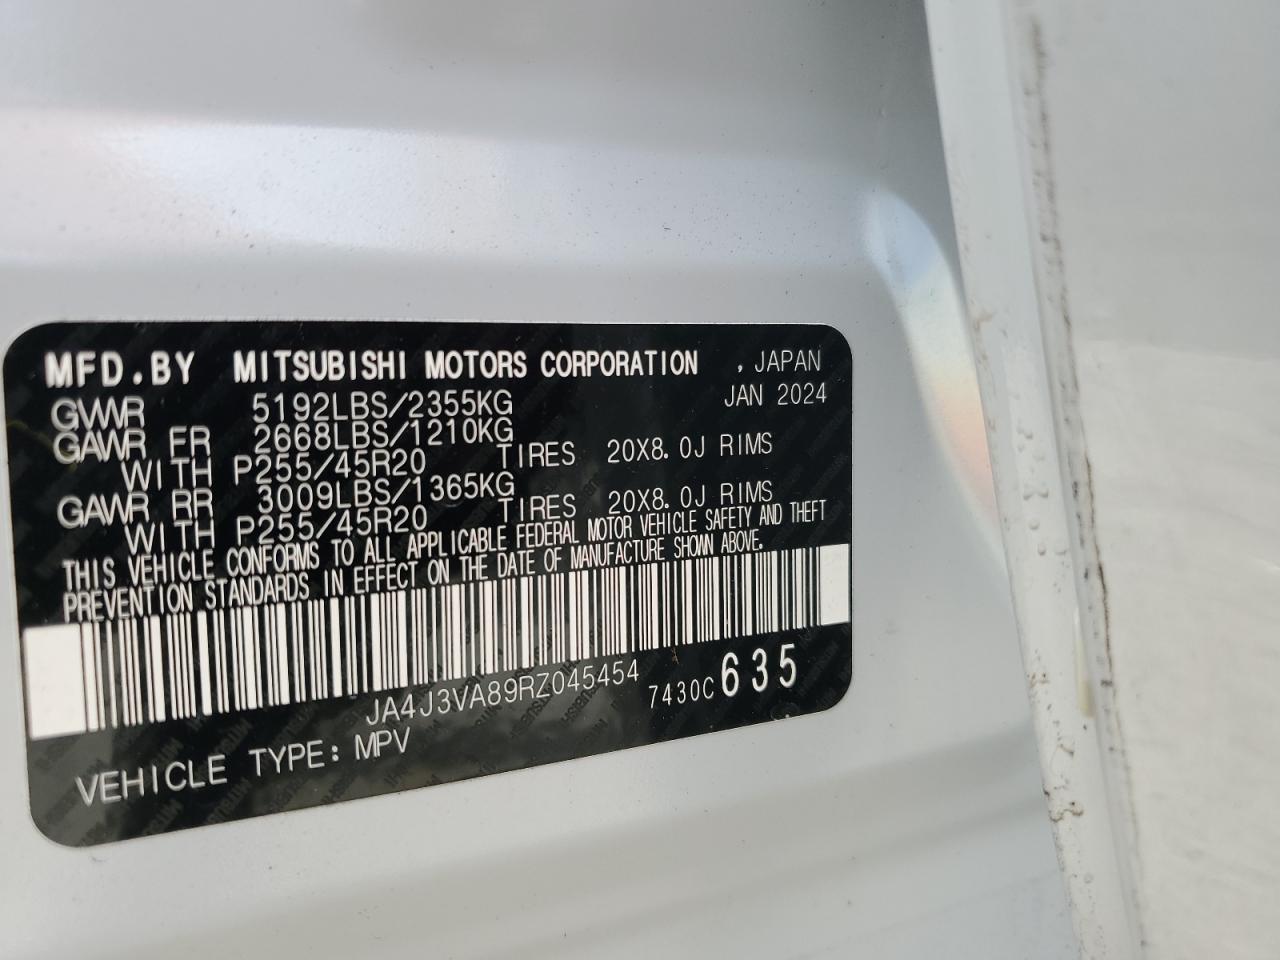 MFD.BY MITSUBISHI MOTORS CORPORATION , JAPAN
JAN 2024
GVWR 5192LBS/2355KG
GAWR FR 2668LBS/1210KG
WITH P255/45R20 TIRES 20X8.0J RIMS
GAWR RR 3009LBS/1365KG
WITH P255/45R20 TIRES 20X8.0J RIMS
THIS VEHICLE CONFORMS TO ALL APPLICABLE FEDERAL MOTOR VEHICLE SAFETY AND THEFT
PREVENTION STANDARDS IN EFFECT ON THE DATE OF MANUFACTURE SHOWN ABOVE.
JA4J3VA89RZ045454 7430C 635
VEHICLE TYPE: MPV